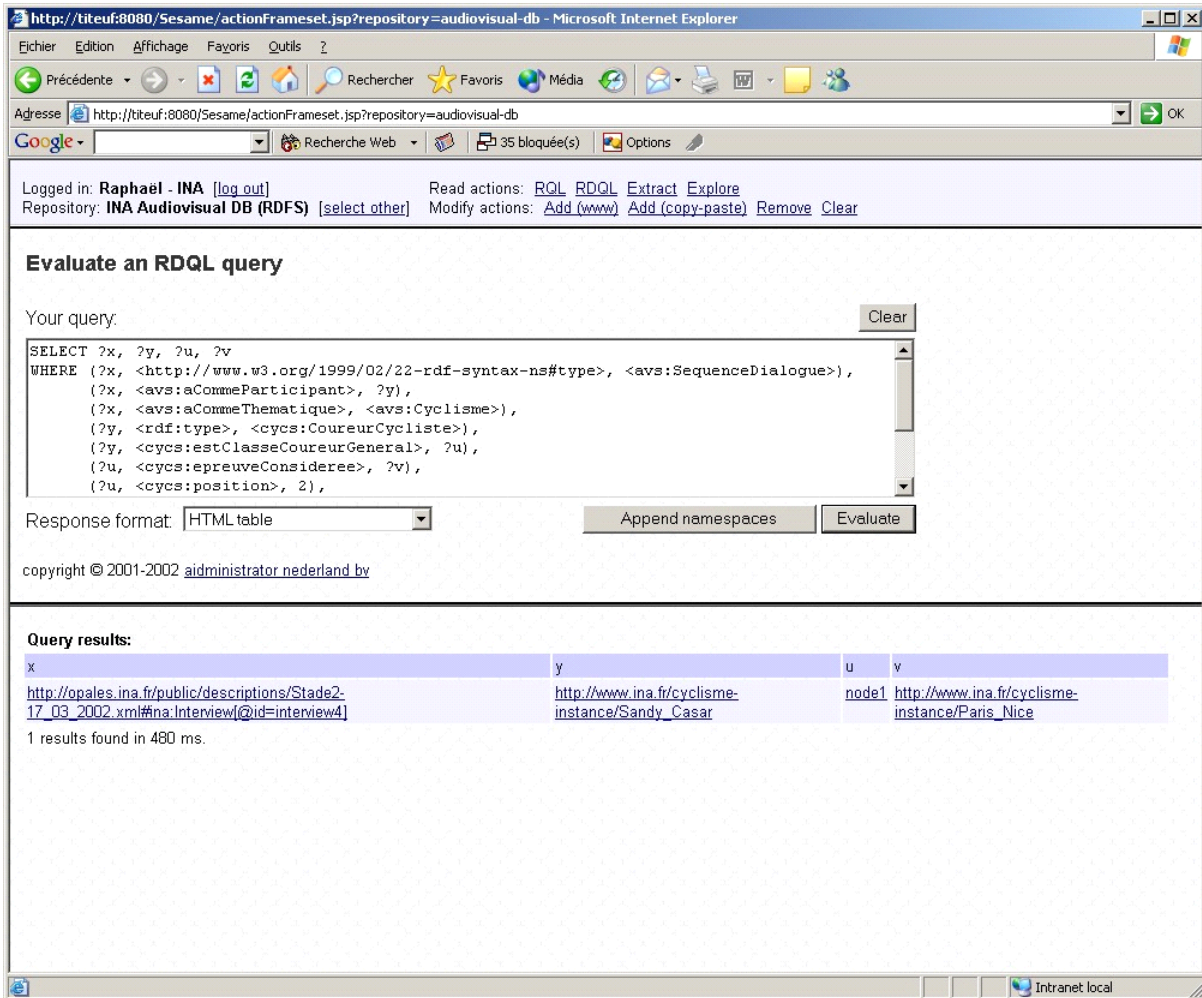 http://titeuf:8080/Sesame/actionFrameset.jsp?repository=audiovisual-db - Microsoft Internet Explorer
Fichier Edition Affichage Favoris Outils ?
Précédente Rechercher Favoris Média
Adresse http://titeuf:8080/Sesame/actionFrameset.jsp?repository=audiovisual-db OK
Google Recherche Web 35 bloquée(s) Options
Logged in: Raphaël - INA [log out] Read actions: RQL RDQL Extract Explore
Repository: INA Audiovisual DB (RDFS) [select other] Modify actions: Add (www) Add (copy-paste) Remove Clear
Evaluate an RDQL query
Your query: Clear
SELECT ?x, ?y, ?u, ?v
WHERE (?x, <http://www.w3.org/1999/02/22-rdf-syntax-ns#type>, <avs:SequenceDialogue>),
(?x, <avs:aCommeParticipant>, ?y),
(?x, <avs:aCommeThematique>, <avs:Cyclisme>),
(?y, <rdf:type>, <cycs:CoureurCycliste>),
(?y, <cycs:estClasseCoureurGeneral>, ?u),
(?u, <cycs:epreuveConsideree>, ?v),
(?u, <cycs:position>, 2),
Response format: HTML table Append namespaces Evaluate
copyright © 2001-2002 aidministrator nederland bv
Query results:
x y u v
http://opales.ina.fr/public/descriptions/Stade2- http://www.ina.fr/cyclisme- node1 http://www.ina.fr/cyclisme-
17_03_2002.xml#ina:Interview[@id=interview4] instance/Sandy_Casar instance/Paris_Nice
1 results found in 480 ms.
Intranet local